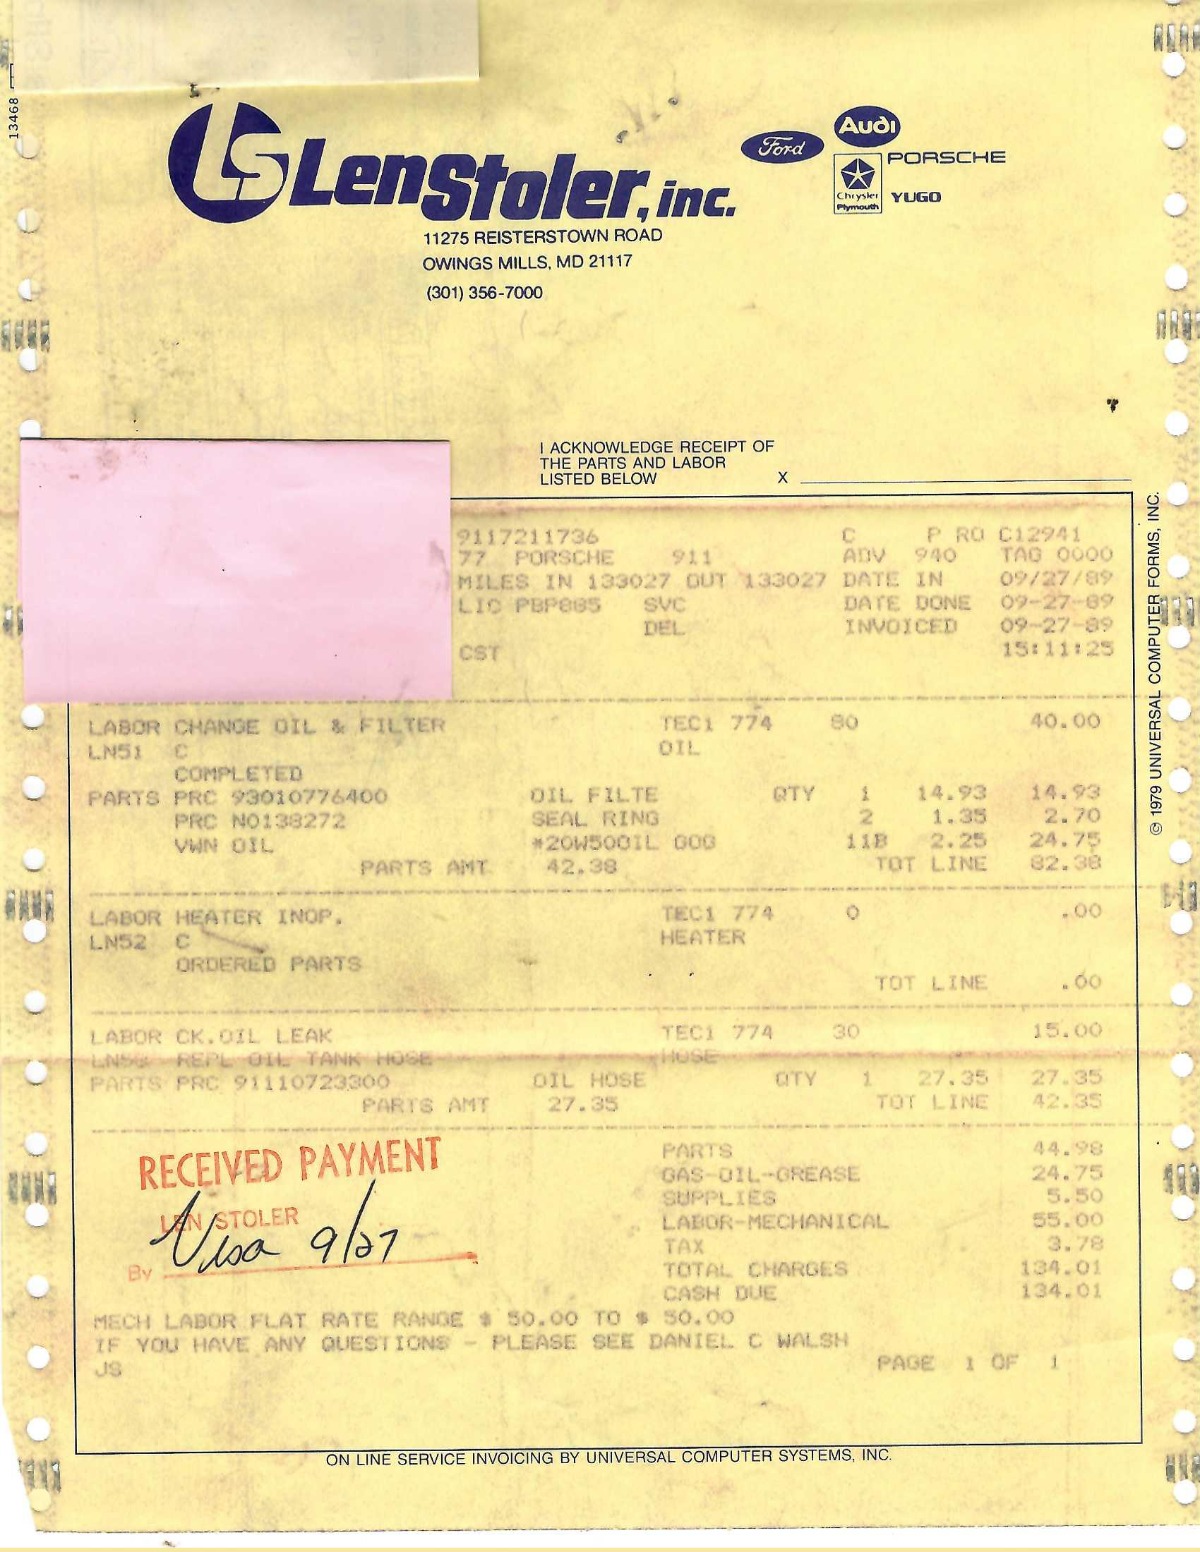 13468
LS LenStoler, inc.
Ford
Audi
PORSCHE
Chrysler
Plymouth
YUGO
11275 REISTERSTOWN ROAD
OWINGS MILLS, MD 21117
(301) 356-7000
I ACKNOWLEDGE RECEIPT OF
THE PARTS AND LABOR
LISTED BELOW X
9117211736 C P RO C12941
77 PORSCHE 911 ADV 940 TAG 0000
MILES IN 133027 OUT 133027 DATE IN 09/27/89
LIC PBP885 SVC DATE DONE 09-27-89
DEL INVOICED 09-27-89
CST 15:11:25
LABOR CHANGE OIL & FILTER TEC1 774 80 40.00
LN51 C OIL
COMPLETED
PARTS PRC 93010776400 OIL FILTE QTY 1 14.93 14.93
PRC N0138272 SEAL RING 2 1.35 2.70
VWN OIL *20W50OIL GOG 11B 2.25 24.75
PARTS AMT 42.38 TOT LINE 82.38
LABOR HEATER INOP. TEC1 774 0 .00
LN52 C HEATER
ORDERED PARTS
TOT LINE .00
LABOR CK.OIL LEAK TEC1 774 30 15.00
LN53 REPL OIL TANK HOSE HOSE
PARTS PRC 91110723300 OIL HOSE QTY 1 27.35 27.35
PARTS AMT 27.35 TOT LINE 42.35
RECEIVED PAYMENT
LEN STOLER
By Visa 9/27
PARTS 44.98
GAS-OIL-GREASE 24.75
SUPPLIES 5.50
LABOR-MECHANICAL 55.00
TAX 3.78
TOTAL CHARGES 134.01
CASH DUE 134.01
MECH LABOR FLAT RATE RANGE $ 50.00 TO $ 50.00
IF YOU HAVE ANY QUESTIONS - PLEASE SEE DANIEL C WALSH
JS PAGE 1 OF 1
ON LINE SERVICE INVOICING BY UNIVERSAL COMPUTER SYSTEMS, INC.
© 1979 UNIVERSAL COMPUTER FORMS, INC.